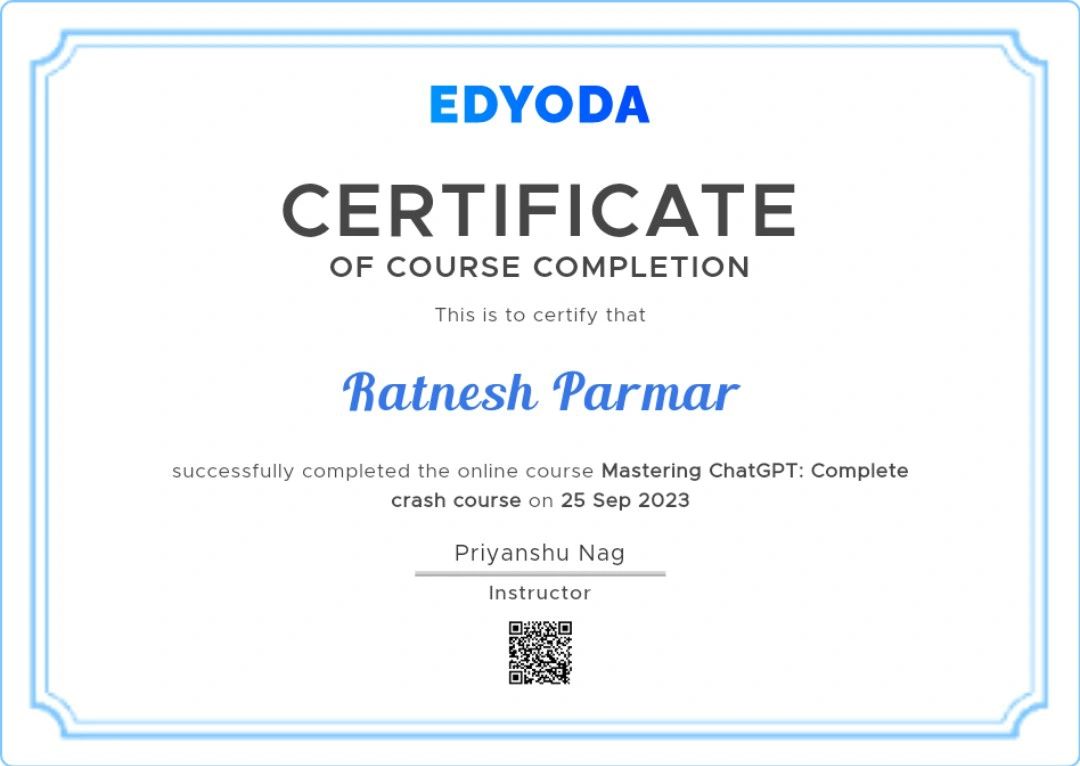 EDYODA
CERTIFICATE
OF COURSE COMPLETION
This is to certify that
Ratnesh Parmar
successfully completed the online course Mastering ChatGPT: Complete
crash course on 25 Sep 2023
Priyanshu Nag
Instructor